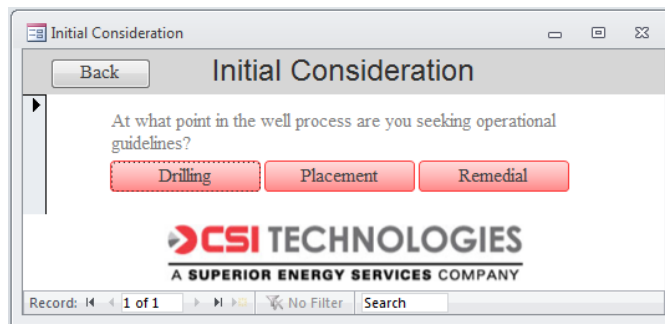 Initial Consideration
Back
Initial Consideration
At what point in the well process are you seeking operational
guidelines?
Drilling Placement Remedial
CSI TECHNOLOGIES
A SUPERIOR ENERGY SERVICES COMPANY
Record: 1 of 1 No Filter Search